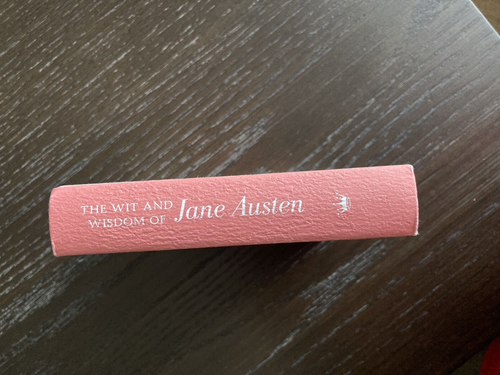 THE WIT AND
WISDOM OF
Jane Austen